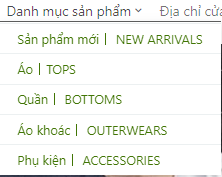 Danh mục sản phẩm Địa chỉ cử
Sản phẩm mới | NEW ARRIVALS
Áo | TOPS
Quần | BOTTOMS
Áo khoác | OUTERWEARS
Phụ kiện | ACCESSORIES